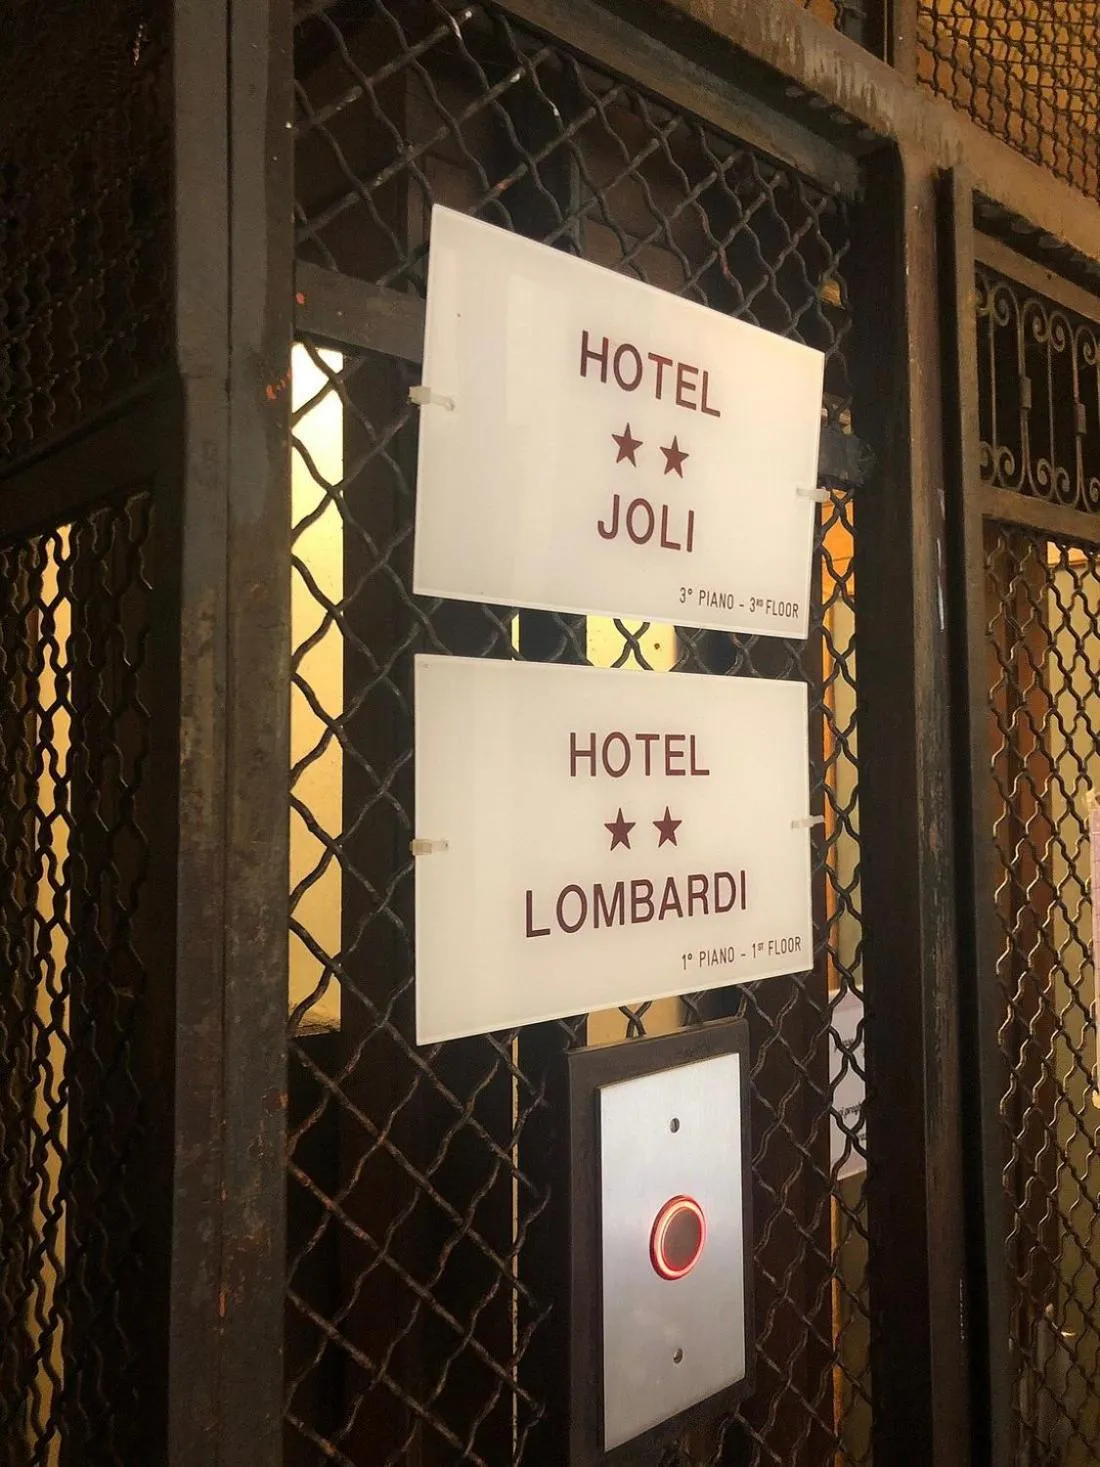 HOTEL
★ ★
JOLI
3° PIANO - 3RD FLOOR
HOTEL
★ ★
LOMBARDI
1° PIANO - 1ST FLOOR